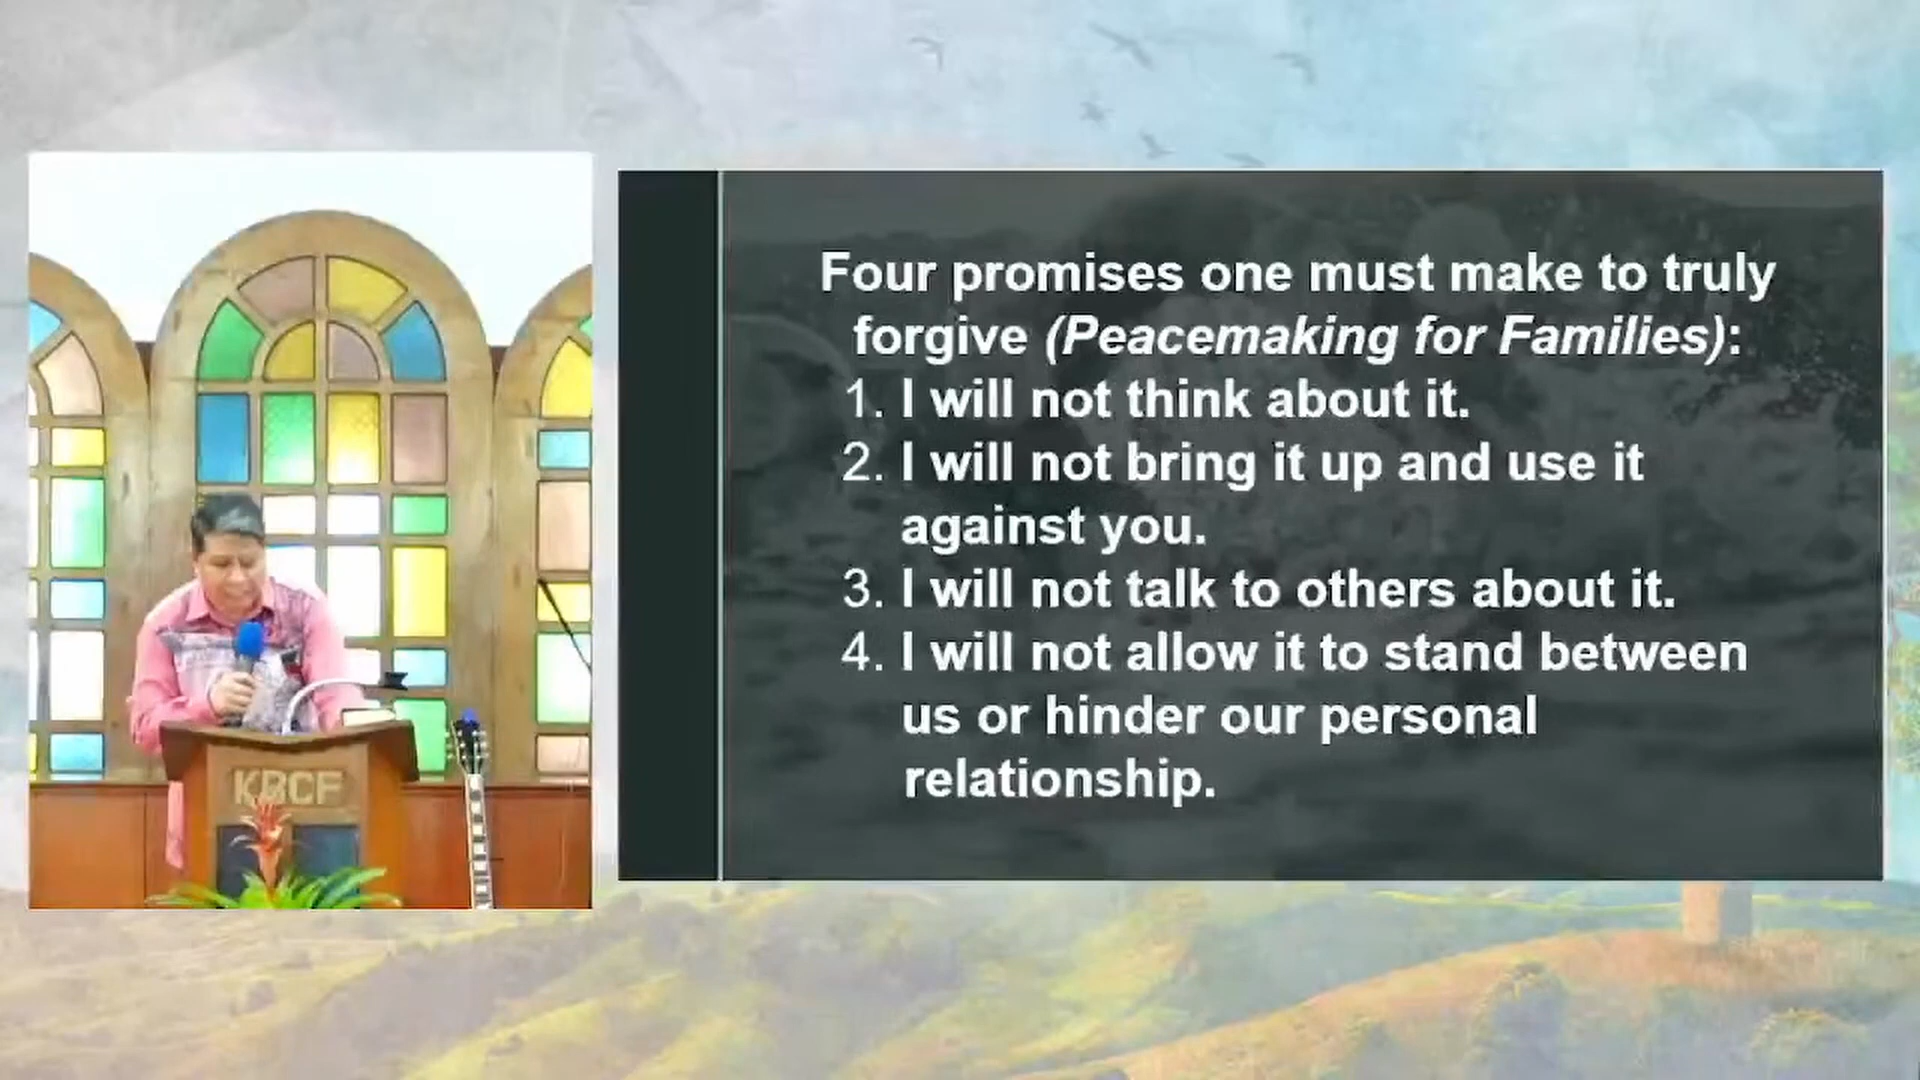 KBCF
Four promises one must make to truly
forgive (Peacemaking for Families):
1. I will not think about it.
2. I will not bring it up and use it
against you.
3. I will not talk to others about it.
4. I will not allow it to stand between
us or hinder our personal
relationship.